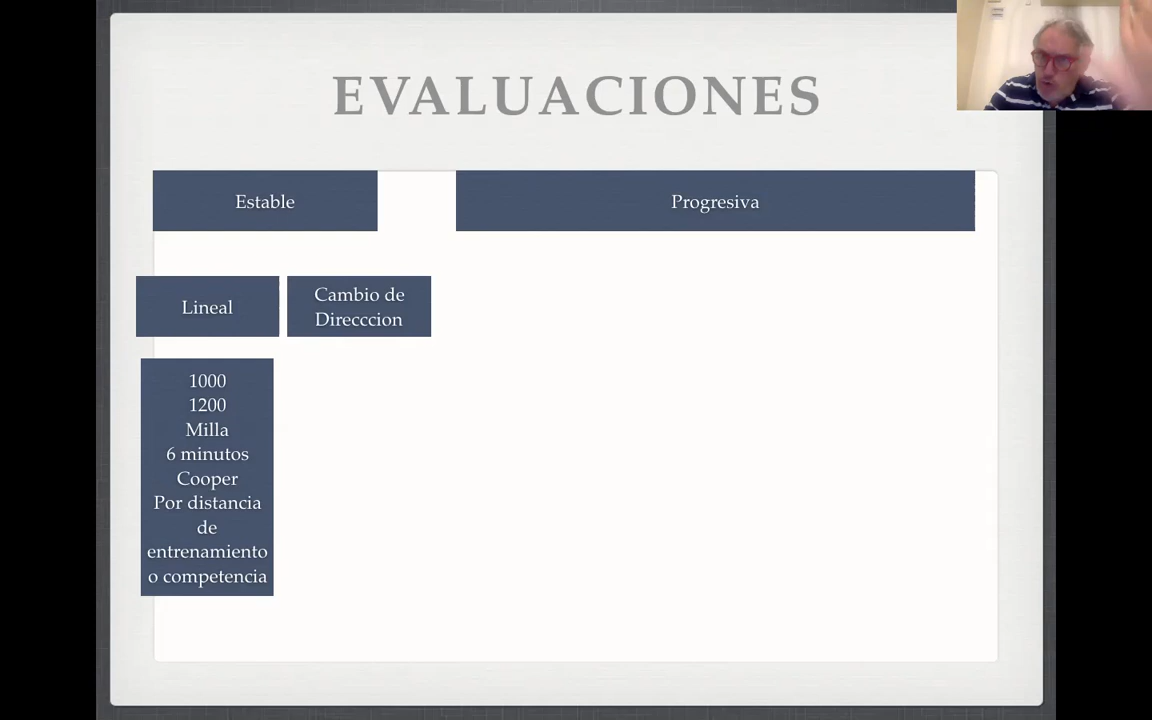 EVALUACIONES
Estable
Progresiva
Lineal
Cambio de
Direcccion
1000
1200
Milla
6 minutos
Cooper
Por distancia
de
entrenamiento
o competencia